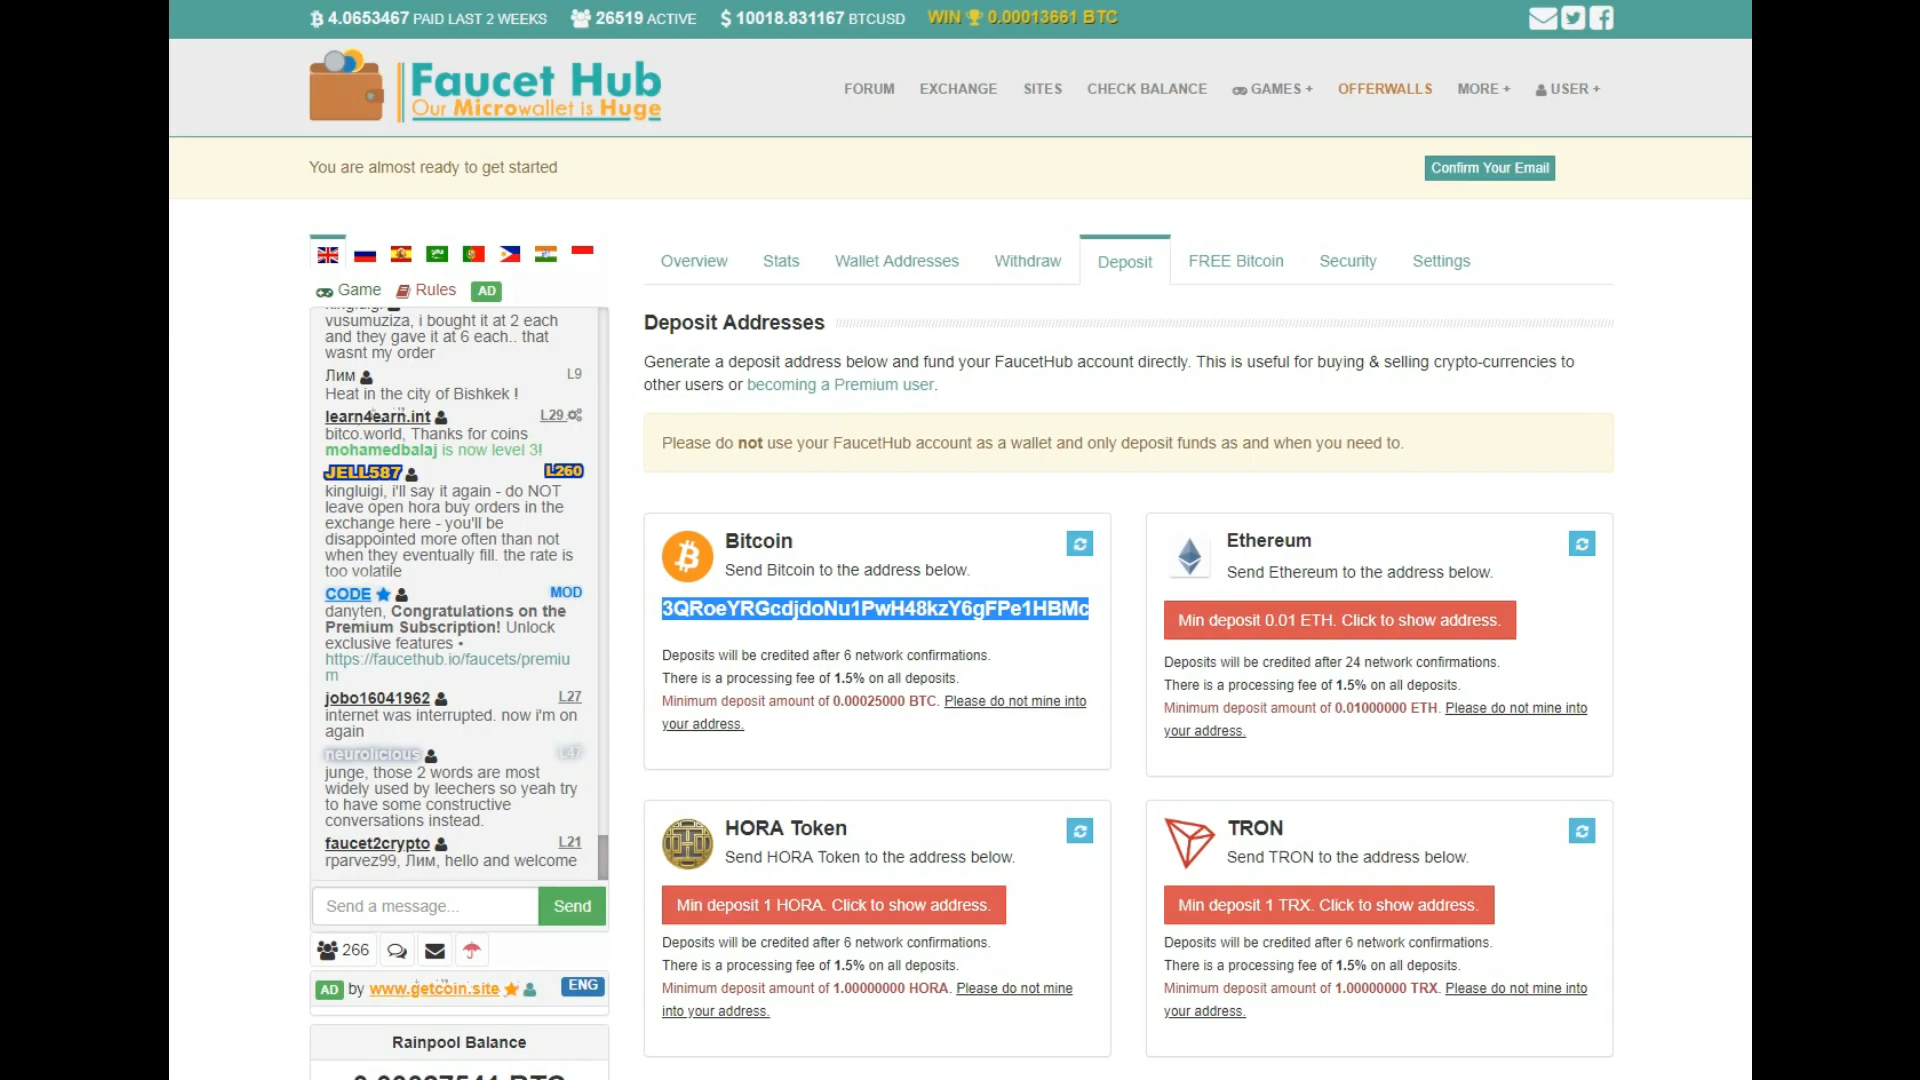 4.0653467 PAID LAST 2 WEEKS 26519 ACTIVE $ 10018.831167 BTCUSD WIN 0.00013661 BTC
Faucet Hub
Our Microwallet is Huge
FORUM EXCHANGE SITES CHECK BALANCE GAMES + OFFERWALLS MORE + USER +
You are almost ready to get started
Confirm Your Email
Game Rules AD
vusumuziza, i bought it at 2 each
and they gave it at 6 each.. that
wasnt my order
Лим L9
Heat in the city of Bishkek !
learn4earn.int L29
bitco.world, Thanks for coins
mohamedbalaj is now level 3!
JELL587 L260
kingluigi, i'll say it again - do NOT
leave open hora buy orders in the
exchange here - you'll be
disappointed more often than not
when they eventually fill. the rate is
too volatile
CODE MOD
danyten, Congratulations on the
Premium Subscription! Unlock
exclusive features •
https://faucethub.io/faucets/premiu
m
jobo16041962 L27
internet was interrupted. now i'm on
again
neurolicious L47
junge, those 2 words are most
widely used by leechers so yeah try
to have some constructive
conversations instead.
faucet2crypto L21
rparvez99, Лим, hello and welcome
Send a message... Send
266
AD by www.getcoin.site ENG
Rainpool Balance
Overview Stats Wallet Addresses Withdraw Deposit FREE Bitcoin Security Settings
Deposit Addresses
Generate a deposit address below and fund your FaucetHub account directly. This is useful for buying & selling crypto-currencies to
other users or becoming a Premium user.
Please do not use your FaucetHub account as a wallet and only deposit funds as and when you need to.
Bitcoin
Send Bitcoin to the address below.
3QRoeYRGcdjdoNu1PwH48kzY6gFPe1HBMc
Deposits will be credited after 6 network confirmations.
There is a processing fee of 1.5% on all deposits.
Minimum deposit amount of 0.00025000 BTC. Please do not mine into
your address.
Ethereum
Send Ethereum to the address below.
Min deposit 0.01 ETH. Click to show address.
Deposits will be credited after 24 network confirmations.
There is a processing fee of 1.5% on all deposits.
Minimum deposit amount of 0.01000000 ETH. Please do not mine into
your address.
HORA Token
Send HORA Token to the address below.
Min deposit 1 HORA. Click to show address.
Deposits will be credited after 6 network confirmations.
There is a processing fee of 1.5% on all deposits.
Minimum deposit amount of 1.00000000 HORA. Please do not mine
into your address.
TRON
Send TRON to the address below.
Min deposit 1 TRX. Click to show address.
Deposits will be credited after 6 network confirmations.
There is a processing fee of 1.5% on all deposits.
Minimum deposit amount of 1.00000000 TRX. Please do not mine into
your address.